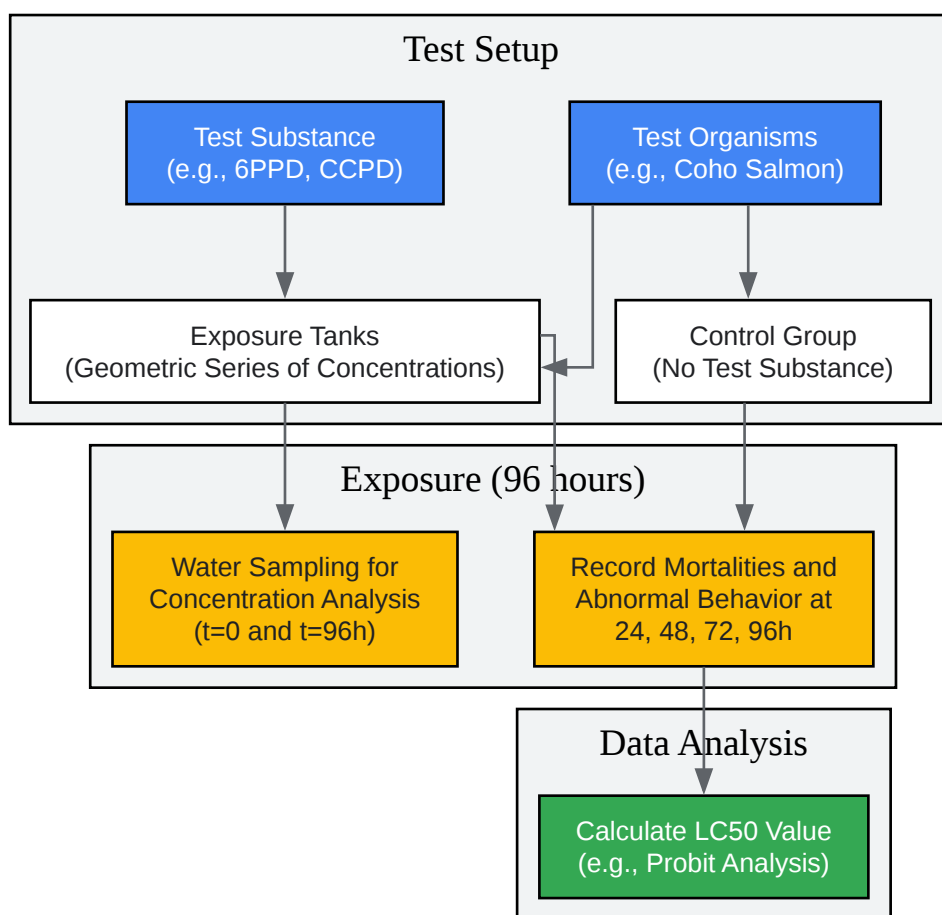 Test Setup
Test Substance
(e.g., 6PPD, CCPD)
Test Organisms
(e.g., Coho Salmon)
Exposure Tanks
(Geometric Series of Concentrations)
Control Group
(No Test Substance)
Exposure (96 hours)
Water Sampling for
Concentration Analysis
(t=0 and t=96h)
Record Mortalities and
Abnormal Behavior at
24, 48, 72, 96h
Data Analysis
Calculate LC50 Value
(e.g., Probit Analysis)